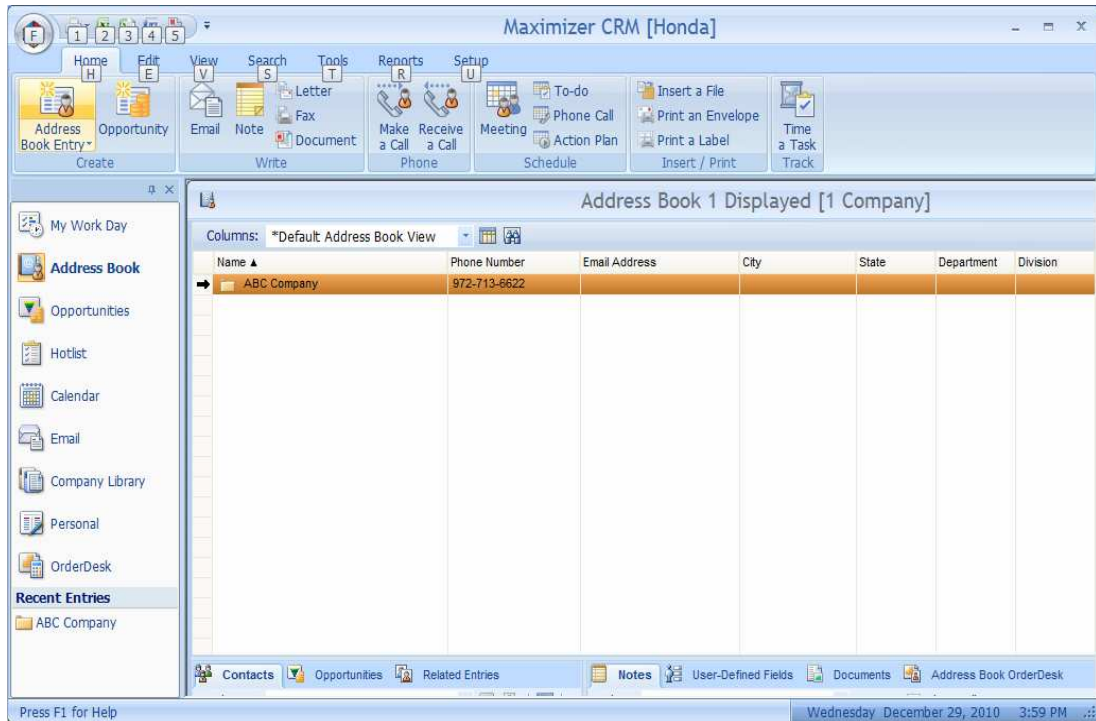 Maximizer CRM [Honda]
F 1 2 3 4 5
Home Edit View Search Tools Reports Setup
H E V S T R U
Address Book Entry
Opportunity
Create
Email
Note
Letter
Fax
Document
Write
Make a Call
Receive a Call
Phone
Meeting
To-do
Phone Call
Action Plan
Schedule
Insert a File
Print an Envelope
Print a Label
Insert / Print
Time a Task
Track
My Work Day
Address Book
Opportunities
Hotlist
Calendar
Email
Company Library
Personal
OrderDesk
Recent Entries
ABC Company
Address Book 1 Displayed [1 Company]
Columns: *Default Address Book View
Name Phone Number Email Address City State Department Division
ABC Company 972-713-6622
Contacts Opportunities Related Entries
Notes User-Defined Fields Documents Address Book OrderDesk
Press F1 for Help
Wednesday December 29, 2010 3:59 PM